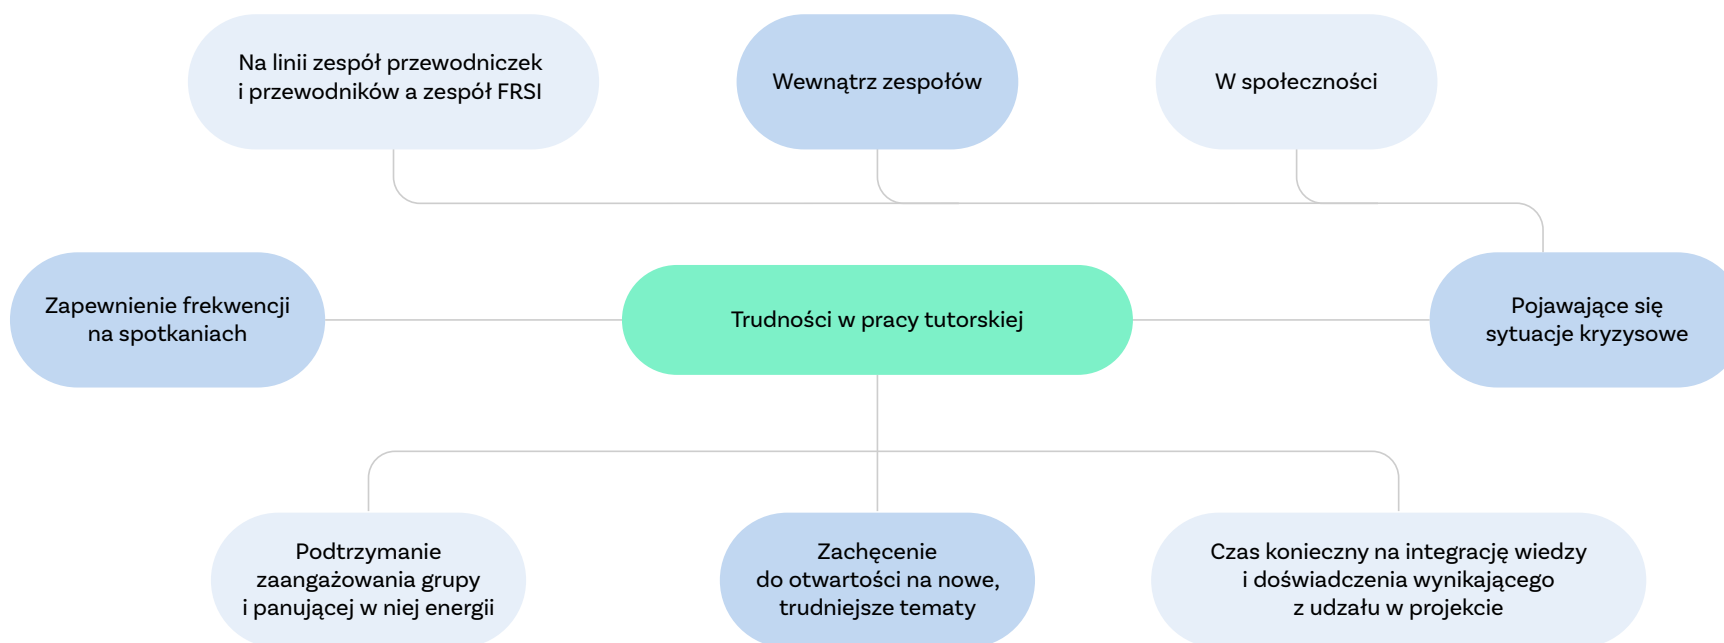 Na linii zespół przewodniczek
i przewodników a zespół FRSI
Wewnątrz zespołów
W społeczności
Zapewnienie frekwencji
na spotkaniach
Trudności w pracy tutorskiej
Pojawające się
sytuacje kryzysowe
Podtrzymanie
zaangażowania grupy
i panującej w niej energii
Zachęcenie
do otwartości na nowe,
trudniejsze tematy
Czas konieczny na integrację wiedzy
i doświadczenia wynikającego
z udzału w projekcie